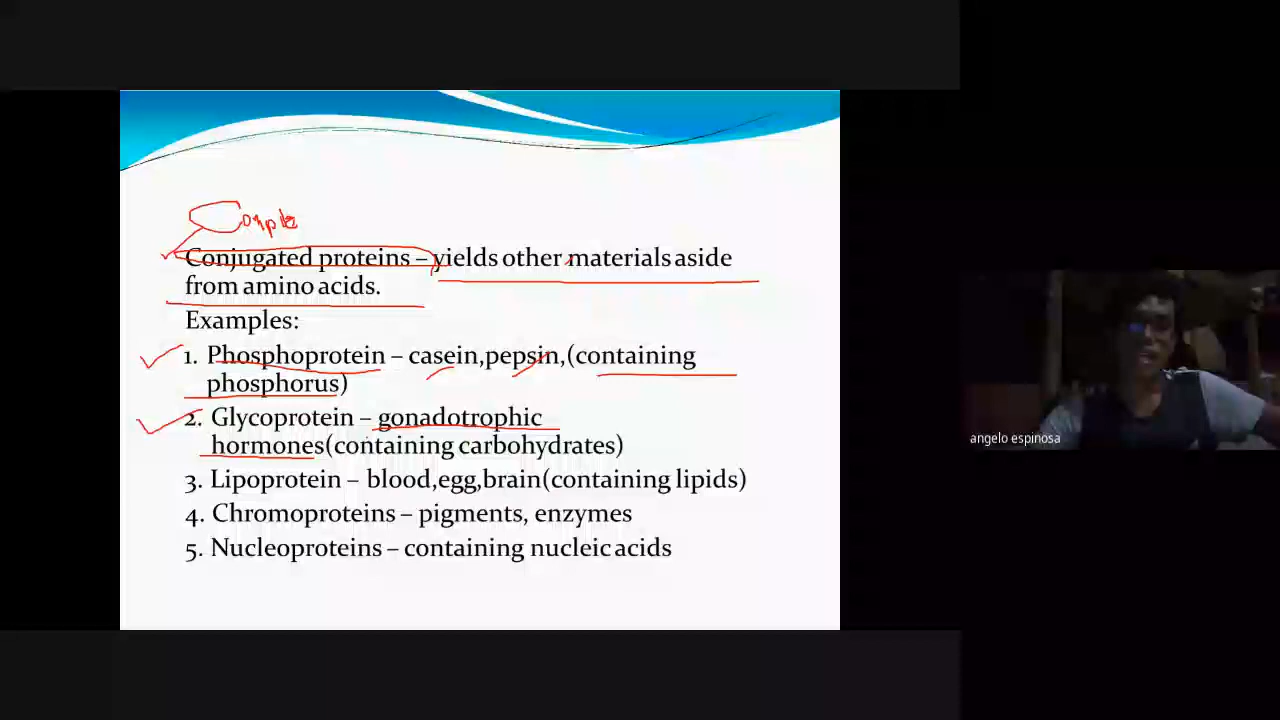 Comple
Conjugated proteins – yields other materials aside
from amino acids.
Examples:
1. Phosphoprotein – casein,pepsin,(containing
phosphorus)
2. Glycoprotein – gonadotrophic
hormones(containing carbohydrates)
3. Lipoprotein – blood,egg,brain(containing lipids)
4. Chromoproteins – pigments, enzymes
5. Nucleoproteins – containing nucleic acids
angelo espinosa